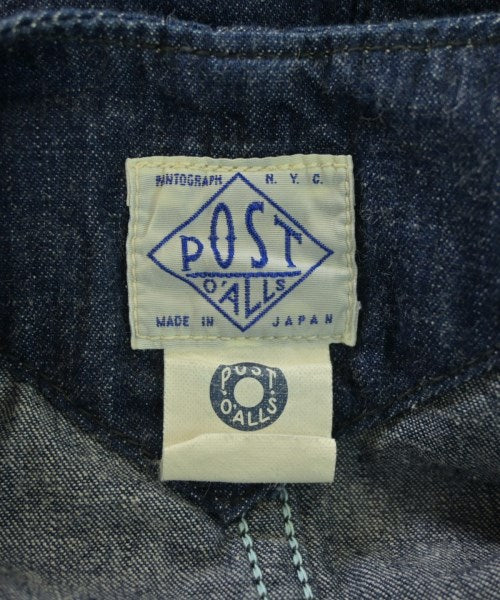 PANTOGRAPH N. Y. C.
POST
O'ALLS
MADE IN JAPAN
POST
O'ALLS